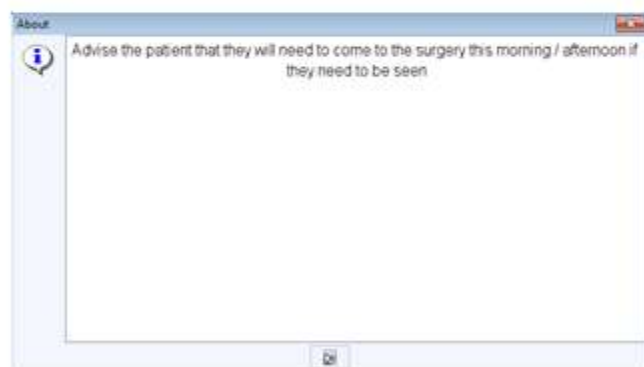 About
Advise the patient that they will need to come to the surgery this morning / afternoon if
they need to be seen